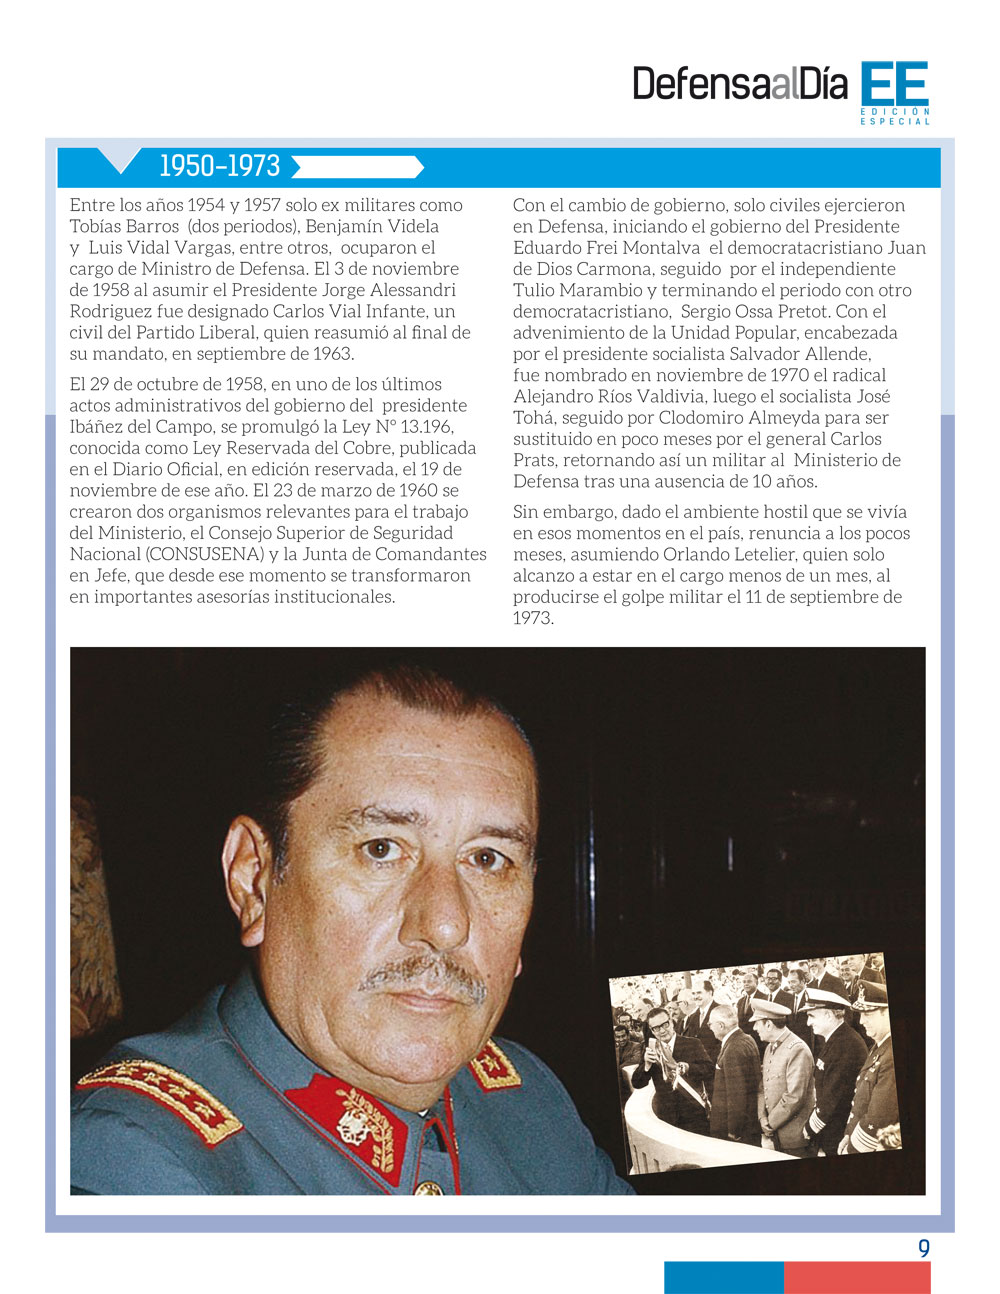 DefensaalDía EE
EDICIÓN
ESPECIAL
1950-1973
Entre los años 1954 y 1957 solo ex militares como
Tobías Barros (dos periodos), Benjamín Videla
y Luis Vidal Vargas, entre otros, ocuparon el
cargo de Ministro de Defensa. El 3 de noviembre
de 1958 al asumir el Presidente Jorge Alessandri
Rodriguez fue designado Carlos Vial Infante, un
civil del Partido Liberal, quien reasumió al final de
su mandato, en septiembre de 1963.
El 29 de octubre de 1958, en uno de los últimos
actos administrativos del gobierno del presidente
Ibáñez del Campo, se promulgó la Ley N° 13.196,
conocida como Ley Reservada del Cobre, publicada
en el Diario Oficial, en edición reservada, el 19 de
noviembre de ese año. El 23 de marzo de 1960 se
crearon dos organismos relevantes para el trabajo
del Ministerio, el Consejo Superior de Seguridad
Nacional (CONSUSENA) y la Junta de Comandantes
en Jefe, que desde ese momento se transformaron
en importantes asesorías institucionales.
Con el cambio de gobierno, solo civiles ejercieron
en Defensa, iniciando el gobierno del Presidente
Eduardo Frei Montalva el democratacristiano Juan
de Dios Carmona, seguido por el independiente
Tulio Marambio y terminando el periodo con otro
democratacristiano, Sergio Ossa Pretot. Con el
advenimiento de la Unidad Popular, encabezada
por el presidente socialista Salvador Allende,
fue nombrado en noviembre de 1970 el radical
Alejandro Ríos Valdivia, luego el socialista José
Tohá, seguido por Clodomiro Almeyda para ser
sustituido en poco meses por el general Carlos
Prats, retornando así un militar al Ministerio de
Defensa tras una ausencia de 10 años.
Sin embargo, dado el ambiente hostil que se vivía
en esos momentos en el país, renuncia a los pocos
meses, asumiendo Orlando Letelier, quien solo
alcanzo a estar en el cargo menos de un mes, al
producirse el golpe militar el 11 de septiembre de
1973.
9